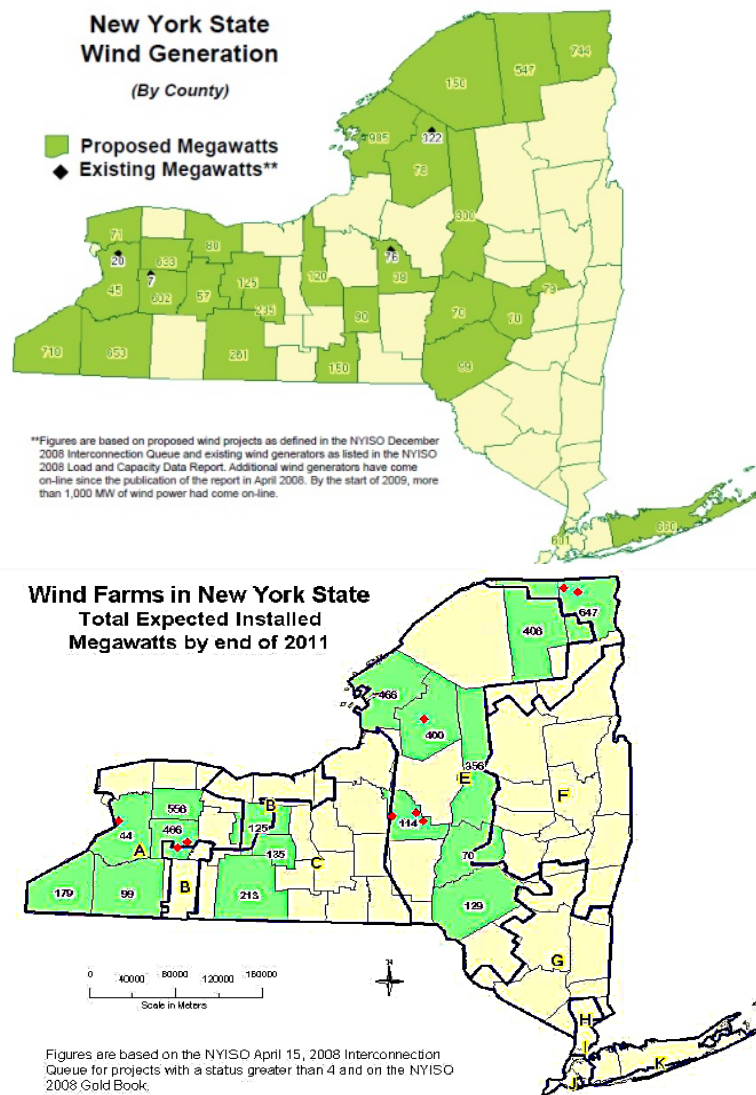 New York State
Wind Generation
(By County)
Proposed Megawatts
Existing Megawatts**
744
547
150
985
322
78
300
71
80
20
633
76
98
45
7
602
57
125
120
235
90
70
70
79
710
653
261
150
99
**Figures are based on proposed wind projects as defined in the NYISO December
2008 Interconnection Queue and existing wind generators as listed in the NYISO
2008 Load and Capacity Data Report. Additional wind generators have come
on-line since the publication of the report in April 2008. By the start of 2009, more
than 1,000 MW of wind power had come on-line.
601
Wind Farms in New York State
Total Expected Installed
Megawatts by end of 2011
647
408
466
400
356
E
F
556
B
44
466
125
114
A
135
C
70
B
179
99
213
129
G
0
40000
80000
120000
160000
Scale in Meters
N
H
I
K
J
Figures are based on the NYISO April 15, 2008 Interconnection
Queue for projects with a status greater than 4 and on the NYISO
2008 Gold Book.